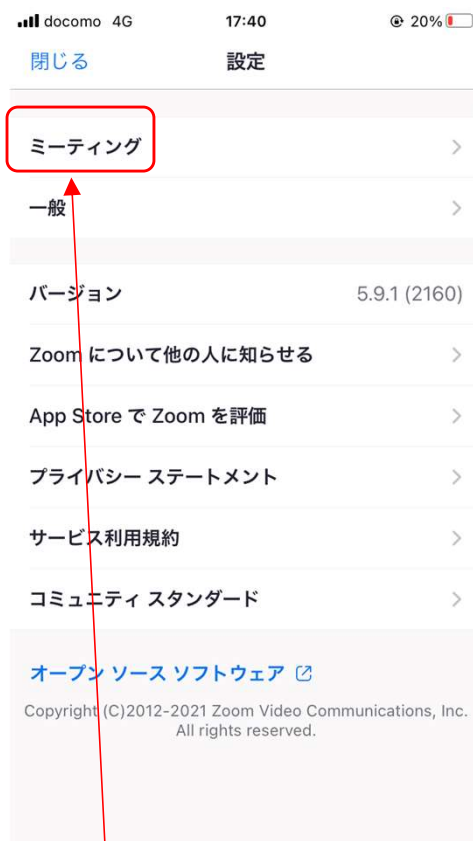 docomo 4G 17:40 20%
閉じる 設定
ミーティング
一般
バージョン 5.9.1 (2160)
Zoom について他の人に知らせる
App Store で Zoom を評価
プライバシー ステートメント
サービス利用規約
コミュニティ スタンダード
オープン ソース ソフトウェア
Copyright (C)2012-2021 Zoom Video Communications, Inc.
All rights reserved.